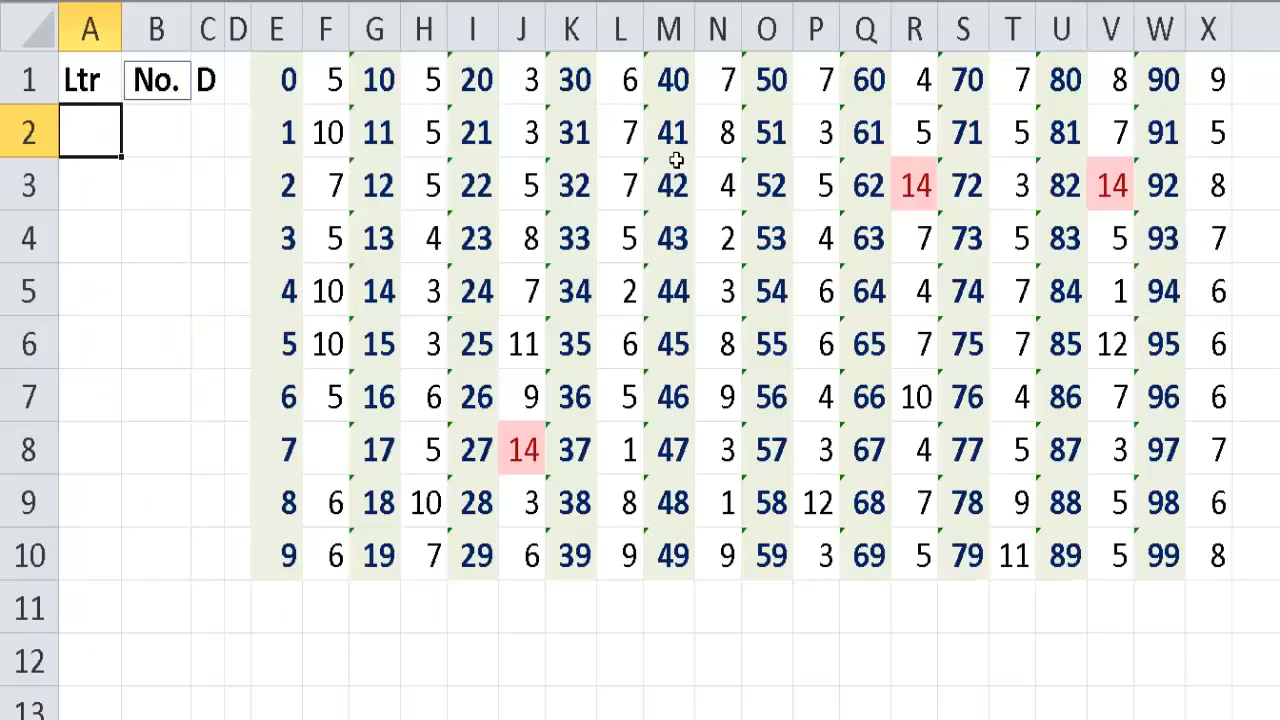 A B C D E F G H I J K L M N O P Q R S T U V W X
1 Ltr No. D 0 5 10 5 20 3 30 6 40 7 50 7 60 4 70 7 80 8 90 9
2 1 10 11 5 21 3 31 7 41 8 51 3 61 5 71 5 81 7 91 5
3 2 7 12 5 22 5 32 7 42 4 52 5 62 14 72 3 82 14 92 8
4 3 5 13 4 23 8 33 5 43 2 53 4 63 7 73 5 83 5 93 7
5 4 10 14 3 24 7 34 2 44 3 54 6 64 4 74 7 84 1 94 6
6 5 10 15 3 25 11 35 6 45 8 55 6 65 7 75 7 85 12 95 6
7 6 5 16 6 26 9 36 5 46 9 56 4 66 10 76 4 86 7 96 6
8 7 17 5 27 14 37 1 47 3 57 3 67 4 77 5 87 3 97 7
9 8 6 18 10 28 3 38 8 48 1 58 12 68 7 78 9 88 5 98 6
10 9 6 19 7 29 6 39 9 49 9 59 3 69 5 79 11 89 5 99 8
11
12
13